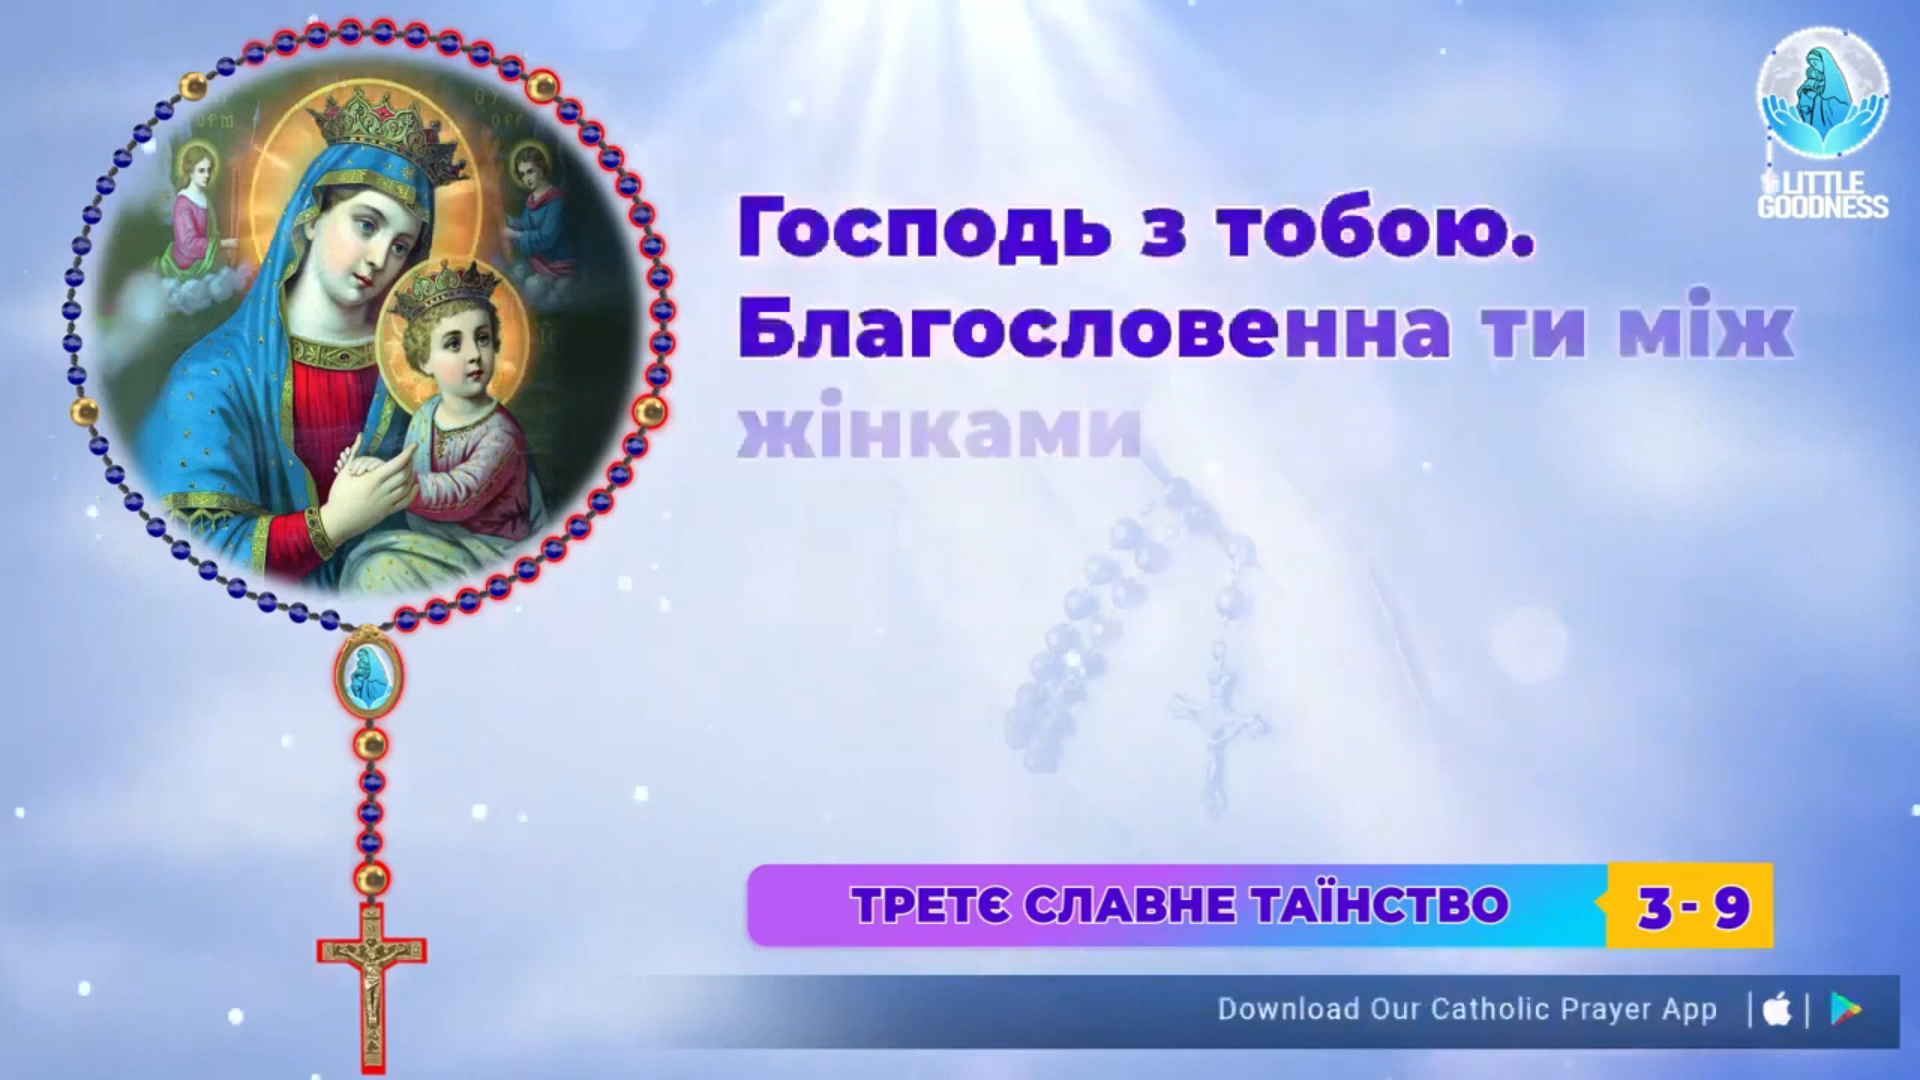 LITTLE
GOODNESS
Господь з тобою.
Благословенна ти між
жінками
ТРЕТЄ СЛАВНЕ ТАЇНСТВО
3- 9
Download Our Catholic Prayer App